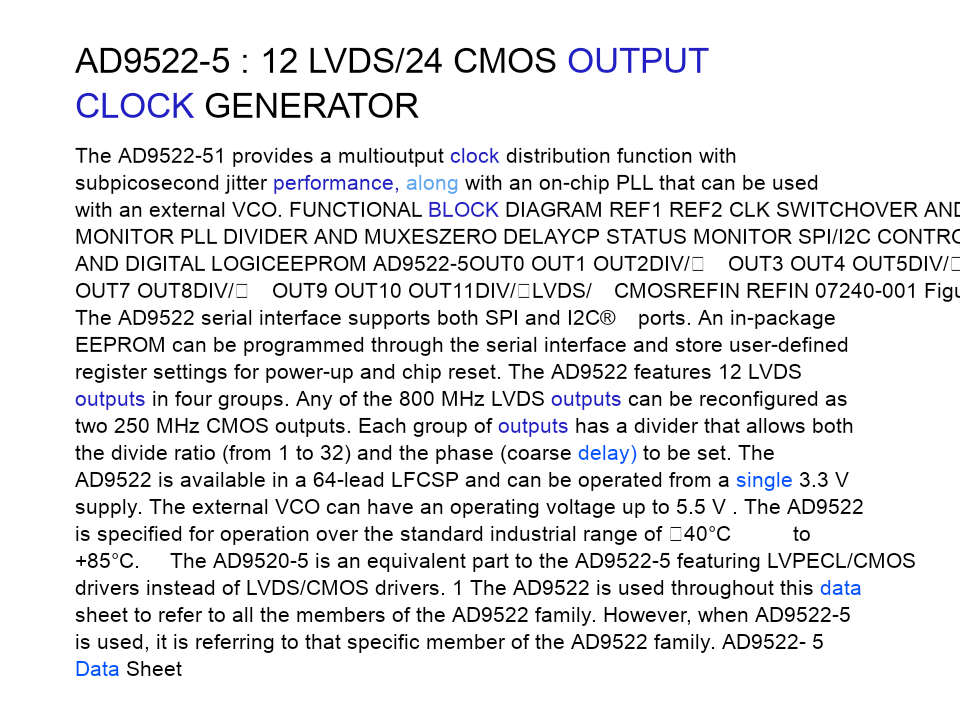 AD9522-5 : 12 LVDS/24 CMOS OUTPUT
CLOCK GENERATOR
The AD9522-51 provides a multioutput clock distribution function with
subpicosecond jitter performance, along with an on-chip PLL that can be used
with an external VCO. FUNCTIONAL BLOCK DIAGRAM REF1 REF2 CLK SWITCHOVER AND
MONITOR PLL DIVIDER AND MUXESZERO DELAYCP STATUS MONITOR SPI/I2C CONTRO
AND DIGITAL LOGICEEPROM AD9522-5OUT0 OUT1 OUT2DIV/□ OUT3 OUT4 OUT5DIV/□
OUT7 OUT8DIV/□ OUT9 OUT10 OUT11DIV/□LVDS/ CMOSREFIN REFIN 07240-001 Figu
The AD9522 serial interface supports both SPI and I2C® ports. An in-package
EEPROM can be programmed through the serial interface and store user-defined
register settings for power-up and chip reset. The AD9522 features 12 LVDS
outputs in four groups. Any of the 800 MHz LVDS outputs can be reconfigured as
two 250 MHz CMOS outputs. Each group of outputs has a divider that allows both
the divide ratio (from 1 to 32) and the phase (coarse delay) to be set. The
AD9522 is available in a 64-lead LFCSP and can be operated from a single 3.3 V
supply. The external VCO can have an operating voltage up to 5.5 V . The AD9522
is specified for operation over the standard industrial range of □40°C to
+85°C. The AD9520-5 is an equivalent part to the AD9522-5 featuring LVPECL/CMOS
drivers instead of LVDS/CMOS drivers. 1 The AD9522 is used throughout this data
sheet to refer to all the members of the AD9522 family. However, when AD9522-5
is used, it is referring to that specific member of the AD9522 family. AD9522- 5
Data Sheet